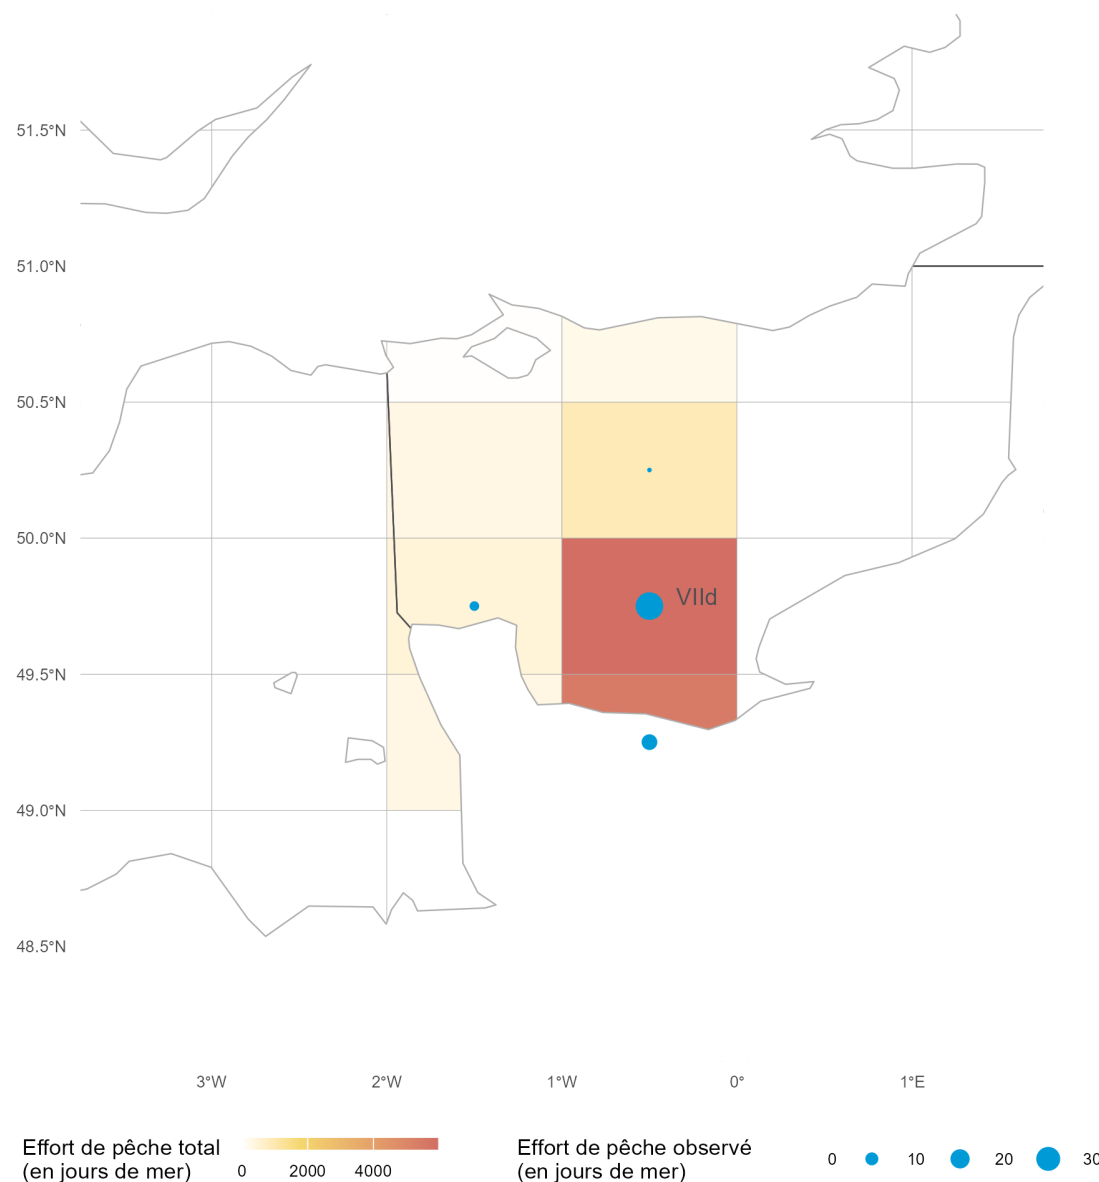 51.5°N
51.0°N
50.5°N
50.0°N
VIId
49.5°N
49.0°N
48.5°N
3°W 2°W 1°W 0° 1°E
Effort de pêche total
(en jours de mer)
0 2000 4000
Effort de pêche observé
(en jours de mer)
0 10 20 30